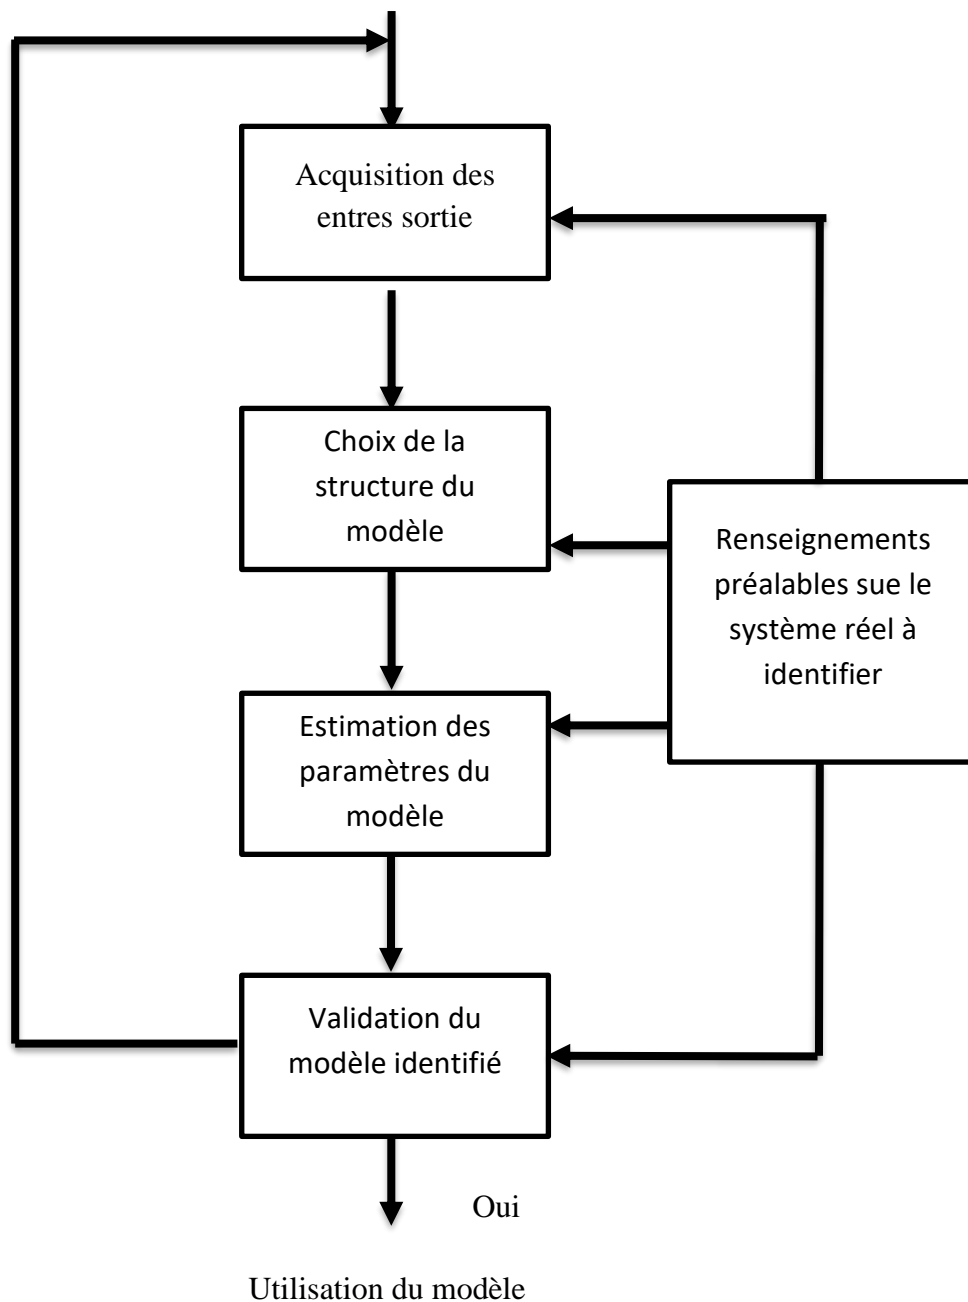 Acquisition des
entres sortie
Choix de la
structure du
modèle
Renseignements
préalables sue le
système réel à
identifier
Estimation des
paramètres du
modèle
Validation du
modèle identifié
Oui
Utilisation du modèle